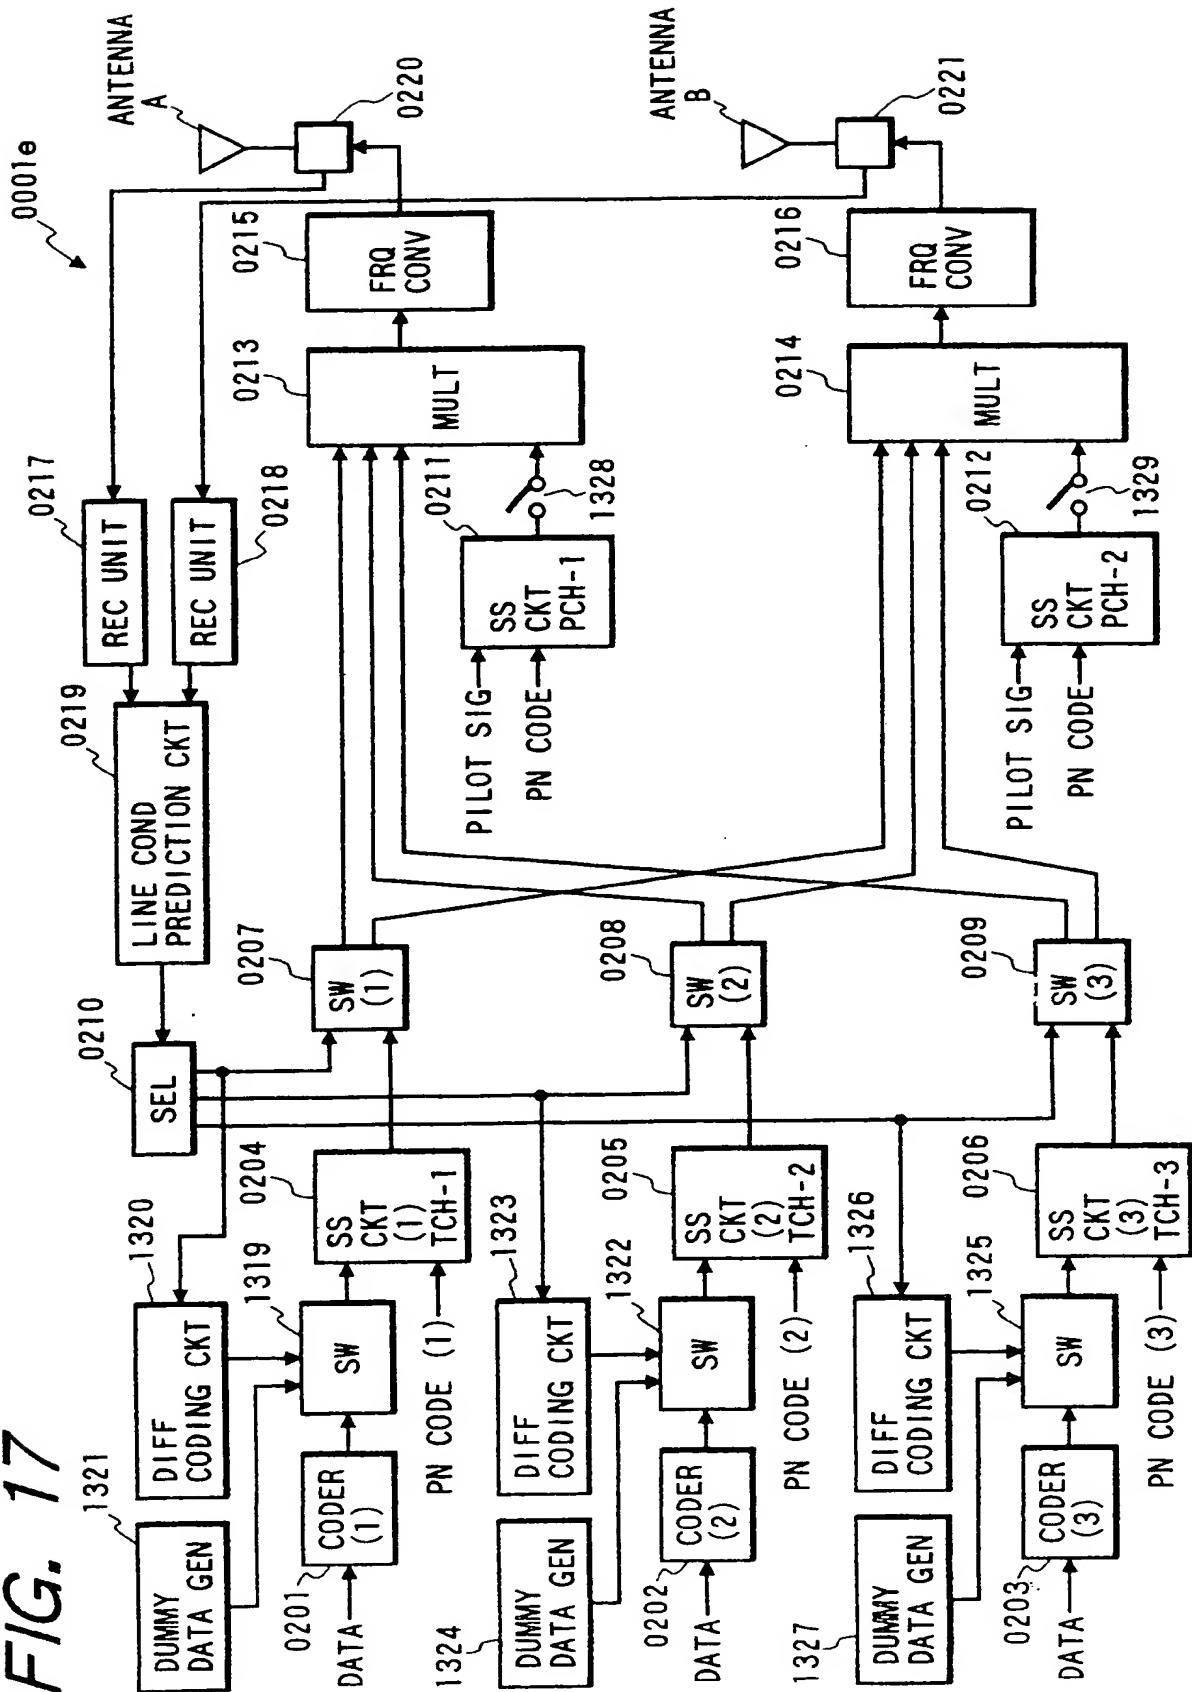 FIG. 17
0001e
ANTENNA
A
0220
ANTENNA
B
0221
0217
REC UNIT
0218
REC UNIT
0219
LINE COND
PREDICTION CKT
0210
SEL
0215
FRQ
CONV
0213
MULT
0211
SS
CKT
PCH-1
1328
PILOT SIG
PN CODE
0216
FRQ
CONV
0214
MULT
0212
SS
CKT
PCH-2
1329
PILOT SIG
PN CODE
0207
SW
(1)
0208
SW
(2)
0209
SW
(3)
1321
DUMMY
DATA GEN
1320
DIFF
CODING CKT
1319
SW
0201
CODER
(1)
DATA
0204
SS
CKT
(1)
TCH-1
PN CODE (1)
1324
DUMMY
DATA GEN
1323
DIFF
CODING CKT
1322
SW
0202
CODER
(2)
DATA
0205
SS
CKT
(2)
TCH-2
PN CODE (2)
1327
DUMMY
DATA GEN
1326
DIFF
CODING CKT
1325
SW
0203
CODER
(3)
DATA
0206
SS
CKT
(3)
TCH-3
PN CODE (3)